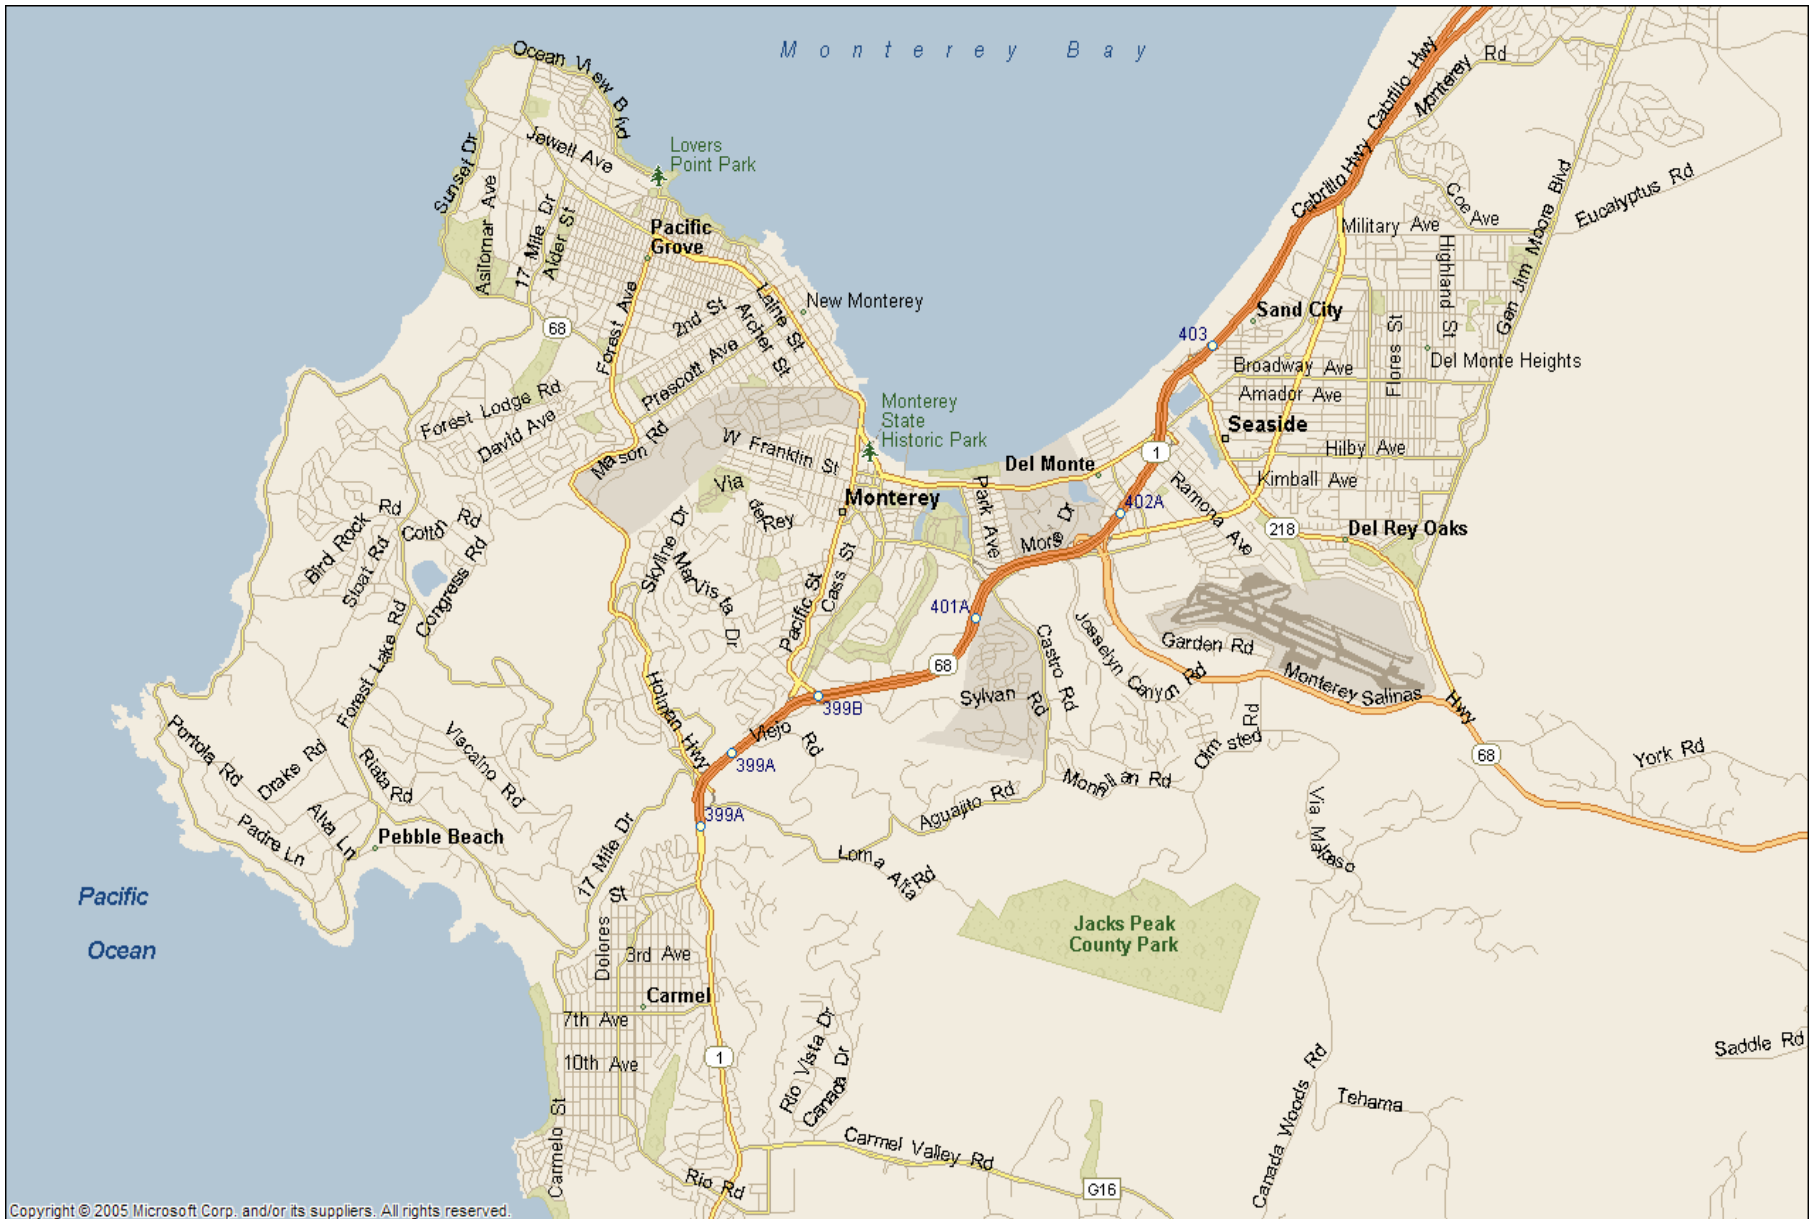 Monterey Bay
Ocean View Blvd
Cabrillo Hwy
Monterey Rd
Lovers
Point Park
Jewell Ave
Sunset Dr
Asilomar Ave
17 Mile Dr
Alder St
Pacific
Grove
Cabrillo Hwy
Military Ave
Coe Ave
Eucalyptus Rd
Highland St
Gen Jim Moore Blvd
New Monterey
Laine St
Archer St
2nd St
Forest Ave
68
Prescott Ave
Sand City
403
Broadway Ave
Flores St
Del Monte Heights
Amador Ave
Forest Lodge Rd
David Ave
Monterey
State
Historic Park
Seaside
Hilby Ave
W Franklin St
Del Monte
1
Kimball Ave
Via
del Rey
Monterey
Park Ave
402A
Ramona Ave
218
Del Rey Oaks
Bird Rock Rd
Sloat Rd
Congress Rd
Skyline Dr
Mar Vista Dr
Pacific St
Cass St
401A
Castro Rd
Josselyn Canyon Rd
Garden Rd
Monterey Salinas Hwy
Forest Lake Rd
Holman Hwy
68
Sylvan Rd
399B
Viejo Rd
399A
Olmsted Rd
68
York Rd
Portola Rd
Drake Rd
Riata Rd
Viscaino Rd
Aguajito Rd
399A
Padre Ln
Alva Ln
Pebble Beach
17 Mile Dr
Loma Alta Rd
Pacific
Ocean
Jacks Peak
County Park
Dolores St
3rd Ave
Carmel
7th Ave
10th Ave
1
Rio Vista Dr
Canada Dr
Saddle Rd
Tehama
Canada Woods Rd
Carmelo St
Carmel Valley Rd
Rio Rd
G16
Copyright © 2005 Microsoft Corp. and/or its suppliers. All rights reserved.